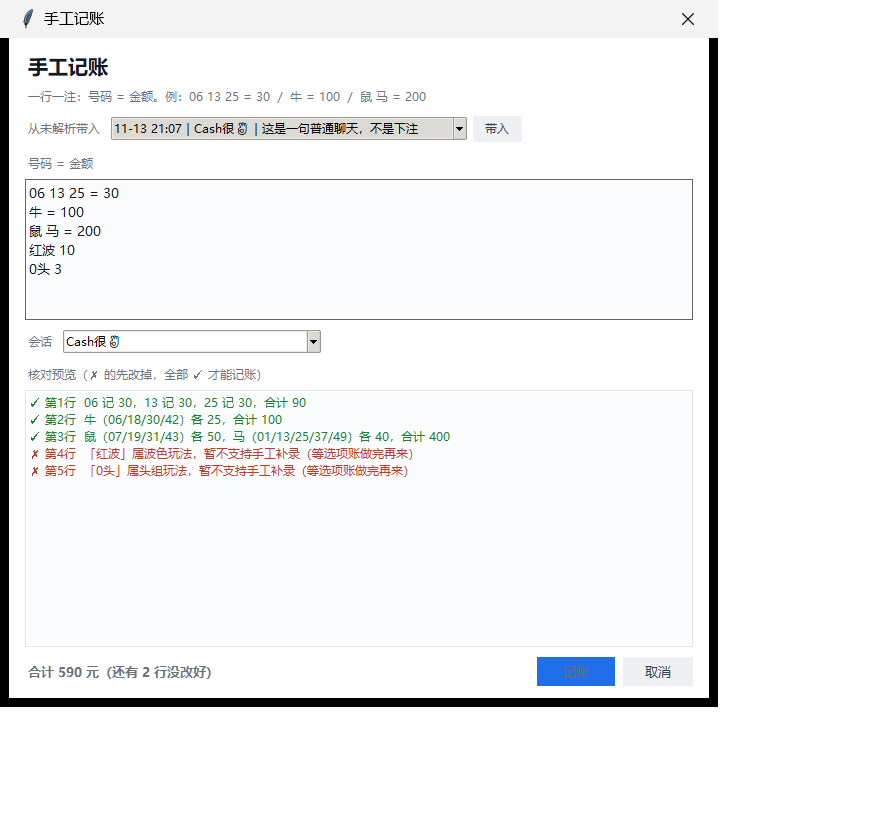 手工记账
手工记账
一行一注：号码 = 金额。例：06 13 25 = 30 / 牛 = 100 / 鼠 马 = 200
从未解析带入 11-13 21:07 | Cash很✌ | 这是一句普通聊天，不是下注 带入
号码 = 金额
06 13 25 = 30
牛 = 100
鼠 马 = 200
红波 10
0头 3
会话 Cash很✌
核对预览（✗ 的先改掉，全部 ✓ 才能记账）
✓ 第1行 06 记 30，13 记 30，25 记 30，合计 90
✓ 第2行 牛（06/18/30/42）各 25，合计 100
✓ 第3行 鼠（07/19/31/43）各 50，马（01/13/25/37/49）各 40，合计 400
✗ 第4行 「红波」属波色玩法，暂不支持手工补录（等选项账做完再来）
✗ 第5行 「0头」属头组玩法，暂不支持手工补录（等选项账做完再来）
合计 590 元（还有 2 行没改好） 记账 取消